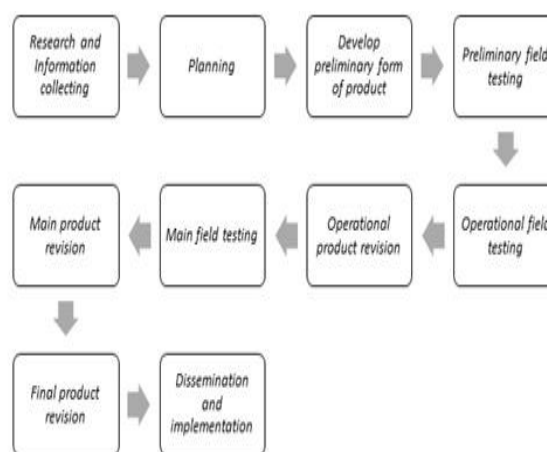 Research and
Information
collecting
Planning
Develop
preliminary form
of product
Preliminary field
testing
Main product
revision
Main field testing
Operational
product revision
Operational field
testing
Final product
revision
Dissemination
and
implementation